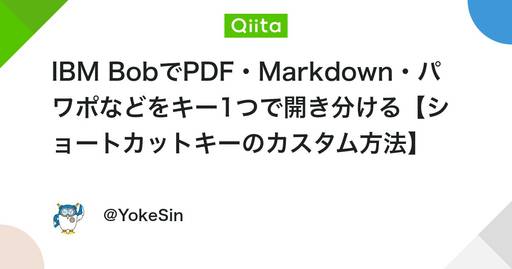 Qiita
IBM BobでPDF・Markdown・パ
ワポなどをキー1つで開き分ける【シ
ョートカットキーのカスタム方法】
@YokeSin